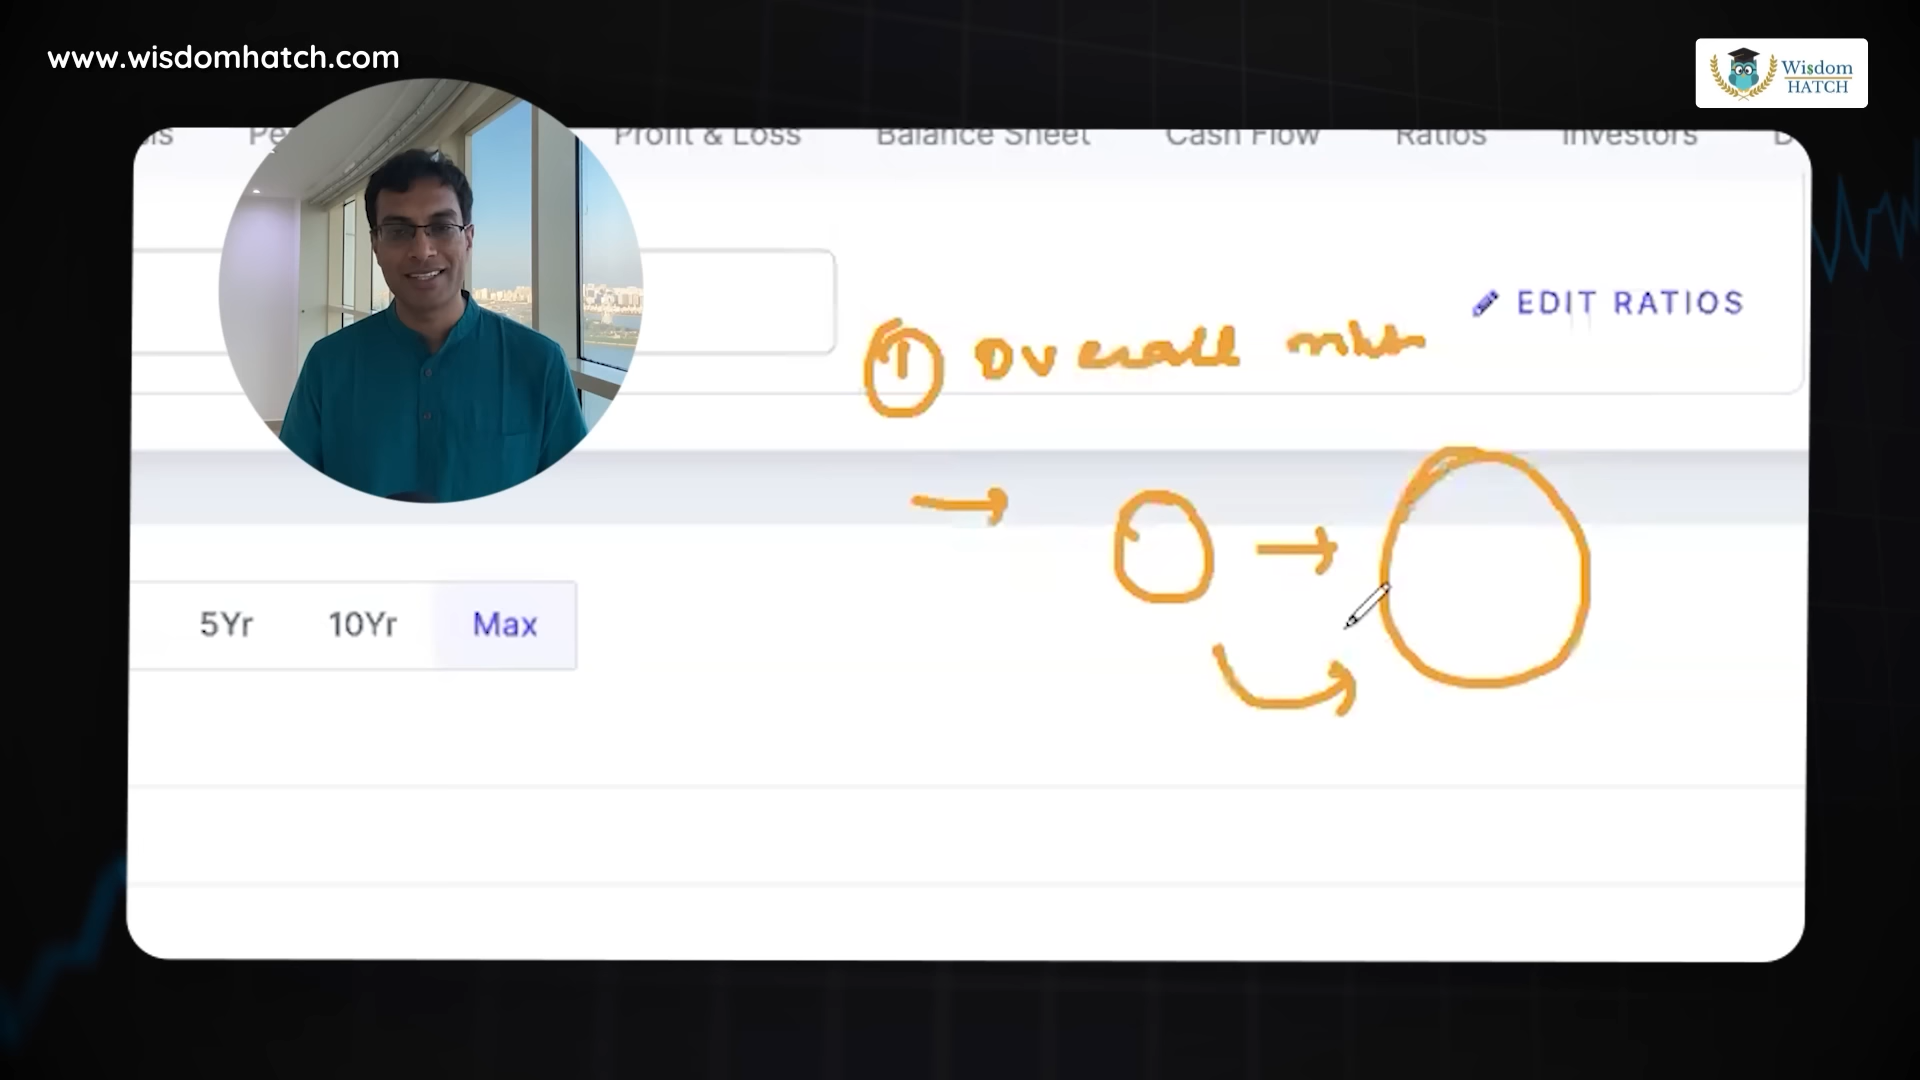 www.wisdomhatch.com
Wisdom
HATCH
Profit & Loss Balance Sheet Cash Flow Ratios Investors
EDIT RATIOS
1 Overall
5Yr 10Yr Max